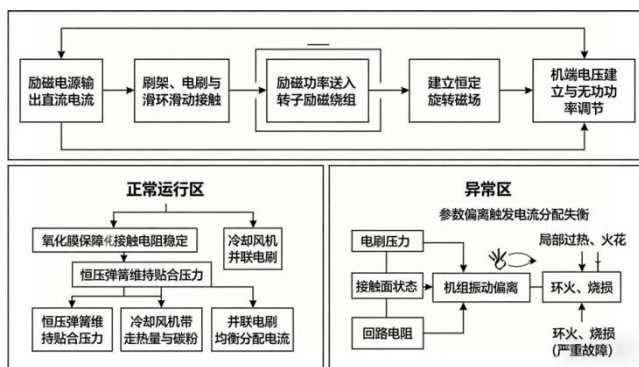 励磁电源输
出直流电流
刷架、电刷与
滑环滑动接触
励磁功率送入
转子励磁绕组
建立恒定
旋转磁场
机端电压建
立与无功功
率调节
正常运行区
氧化膜保障化接触电阻稳定
冷却风机
并联电刷
恒压弹簧维持贴合压力
恒压弹簧维
持贴合压力
冷却风机带
走热量与碳粉
并联电刷
均衡分配电流
异常区
参数偏离触发电流分配失衡
电刷压力
接触面状态
回路电阻
机组振动偏离
局部过热、火花
环火、烧损
环火、烧损
(严重故障)